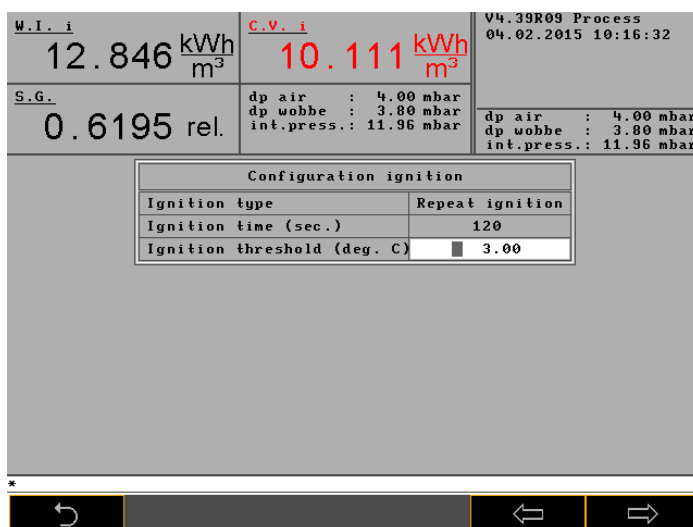 W.I. i
12.846 kWh/m³
C.V. i
10.111 kWh/m³
V4.39R09 Process
04.02.2015 10:16:32
S.G.
0.6195 rel.
dp air : 4.00 mbar
dp wobbe : 3.80 mbar
int.press.: 11.96 mbar
dp air : 4.00 mbar
dp wobbe : 3.80 mbar
int.press.: 11.96 mbar
Configuration ignition
Ignition type Repeat ignition
Ignition time (sec.) 120
Ignition threshold (deg. C) 3.00
*